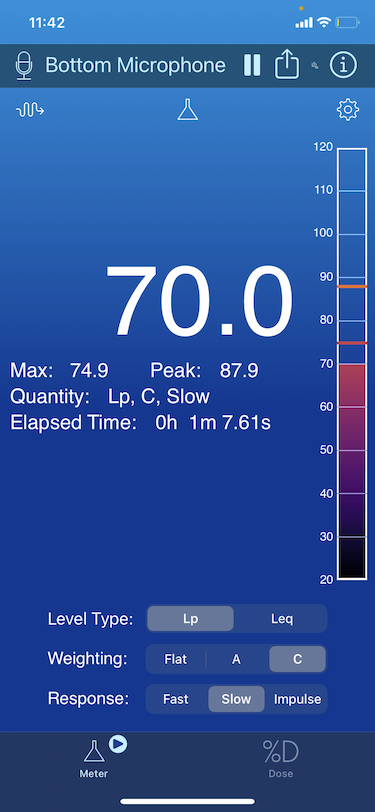 11:42
Bottom Microphone
120
110
100
90
80
70
60
50
40
30
20
70.0
Max: 74.9 Peak: 87.9
Quantity: Lp, C, Slow
Elapsed Time: 0h 1m 7.61s
Level Type: Lp Leq
Weighting: Flat A C
Response: Fast Slow Impulse
Meter %D Dose